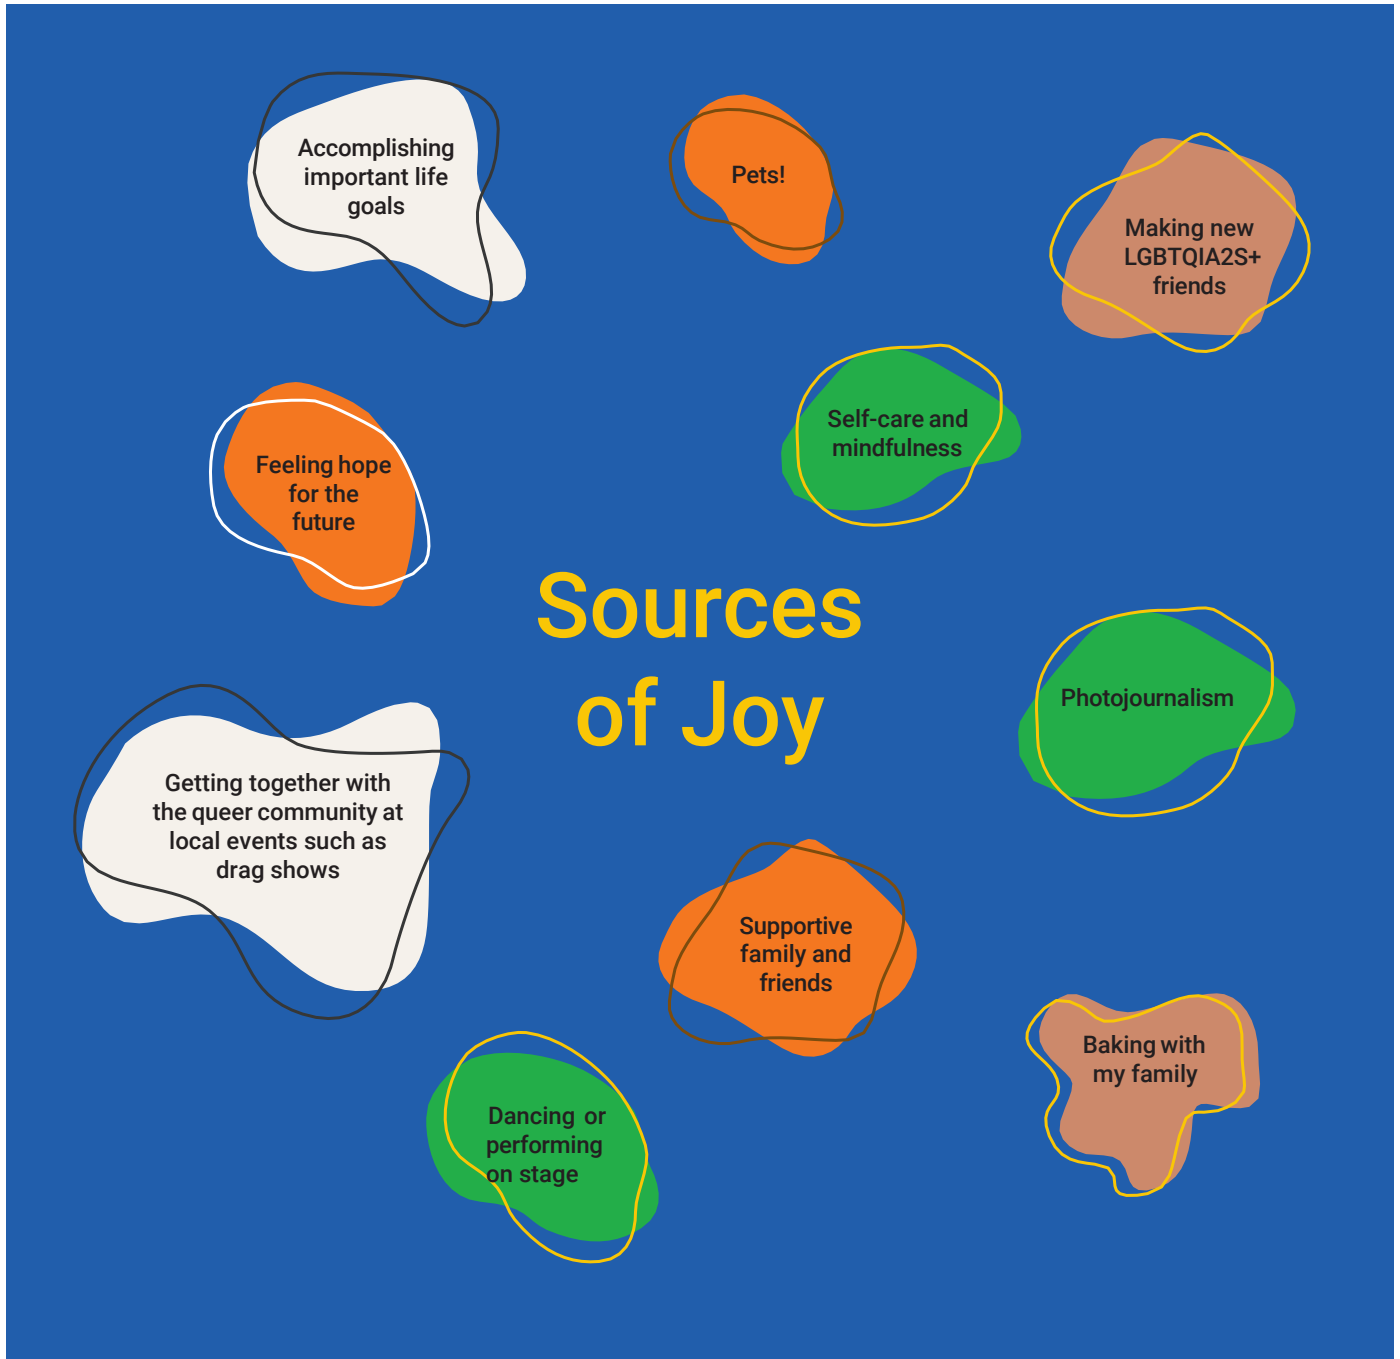 Accomplishing
important life
goals
Pets!
Making new
LGBTQIA2S+
friends
Self-care and
mindfulness
Feeling hope
for the
future
Sources
of Joy
Photojournalism
Getting together with
the queer community at
local events such as
drag shows
Supportive
family and
friends
Baking with
my family
Dancing or
performing
on stage